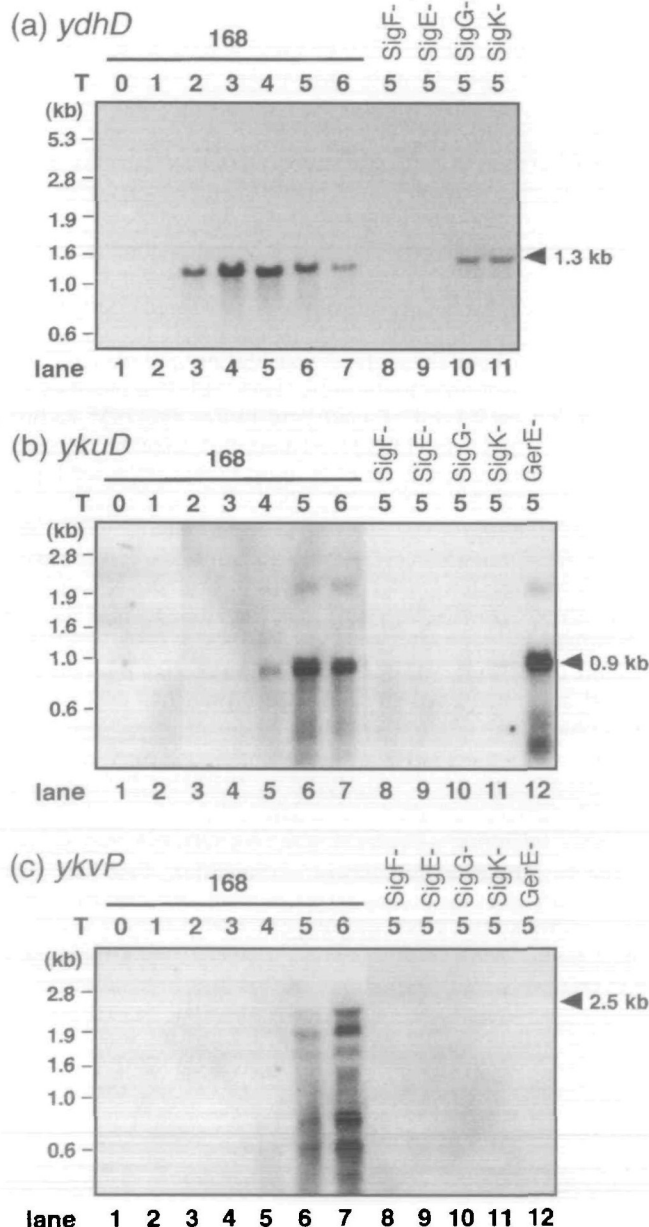 (a) ydhD
168
SigF-
SigE-
SigG-
SigK-
T 0 1 2 3 4 5 6 5 5 5 5
(kb)
5.3
2.8
1.9
1.6
1.0
0.6
1.3 kb
lane 1 2 3 4 5 6 7 8 9 10 11
(b) ykuD
168
SigF-
SigE-
SigG-
SigK-
GerE-
T 0 1 2 3 4 5 6 5 5 5 5 5
(kb)
2.8
1.9
1.6
1.0
0.6
0.9 kb
lane 1 2 3 4 5 6 7 8 9 10 11 12
(c) ykvP
168
SigF-
SigE-
SigG-
SigK-
GerE-
T 0 1 2 3 4 5 6 5 5 5 5 5
(kb)
2.8
1.9
1.6
1.0
0.6
2.5 kb
lane 1 2 3 4 5 6 7 8 9 10 11 12